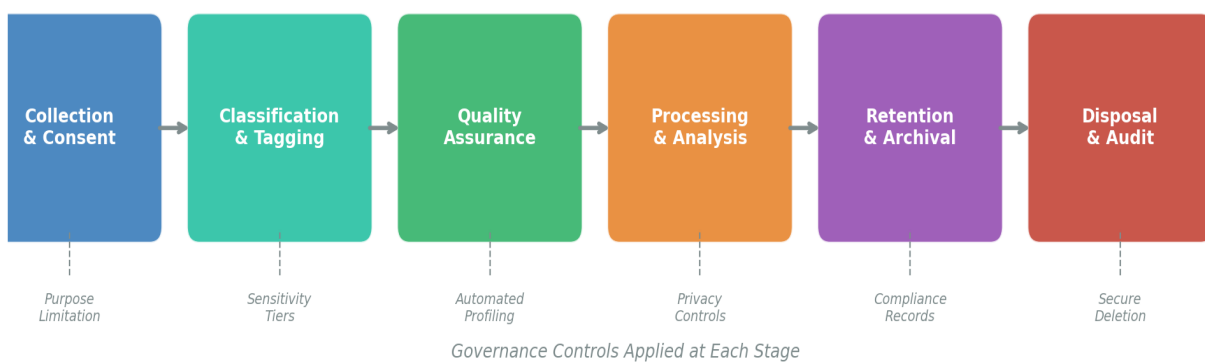 Collection
& Consent
Classification
& Tagging
Quality
Assurance
Processing
& Analysis
Retention
& Archival
Disposal
& Audit
Purpose
Limitation
Sensitivity
Tiers
Automated
Profiling
Privacy
Controls
Compliance
Records
Secure
Deletion
Governance Controls Applied at Each Stage